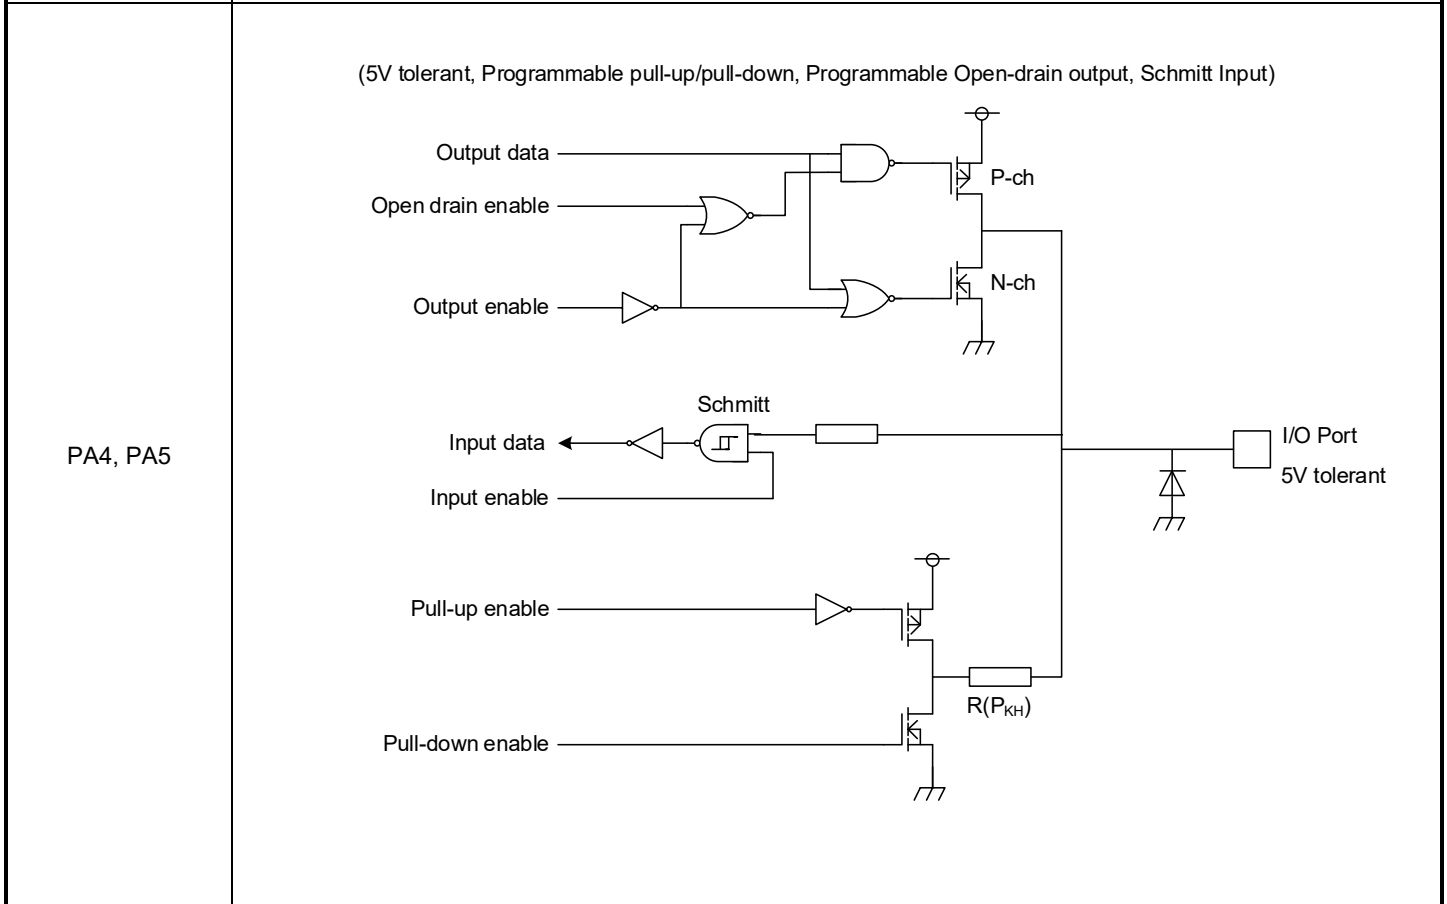 (5V tolerant, Programmable pull-up/pull-down, Programmable Open-drain output, Schmitt Input)
Output data
P-ch
Open drain enable
N-ch
Output enable
Schmitt
Input data
I/O Port
PA4, PA5
5V tolerant
Input enable
Pull-up enable
R(PKH)
Pull-down enable